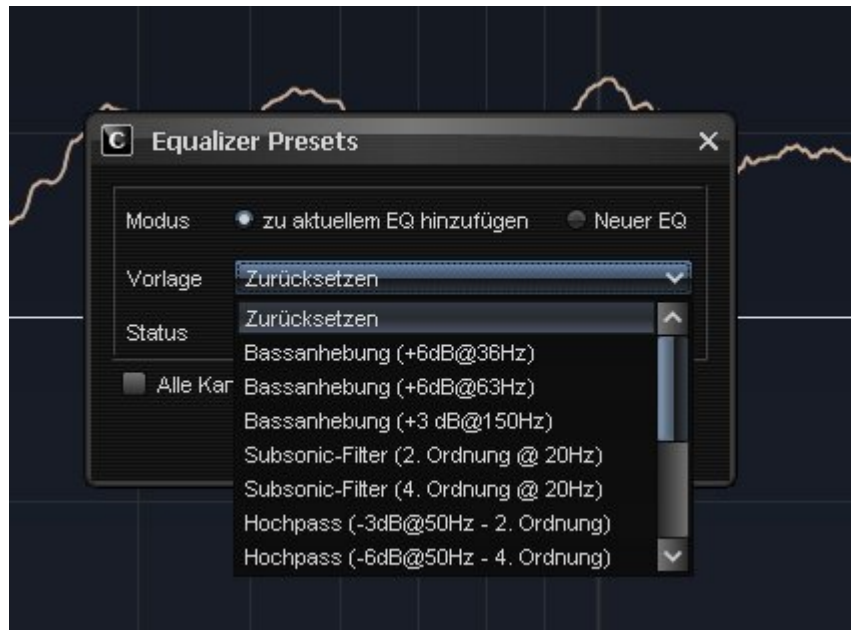 C Equalizer Presets
Modus zu aktuellem EQ hinzufügen Neuer EQ
Vorlage Zurücksetzen
Status
Zurücksetzen
Bassanhebung (+6dB@36Hz)
Alle Kan
Bassanhebung (+6dB@63Hz)
Bassanhebung (+3 dB@150Hz)
Subsonic-Filter (2. Ordnung @ 20Hz)
Subsonic-Filter (4. Ordnung @ 20Hz)
Hochpass (-3dB@50Hz - 2. Ordnung)
Hochpass (-6dB@50Hz - 4. Ordnung)